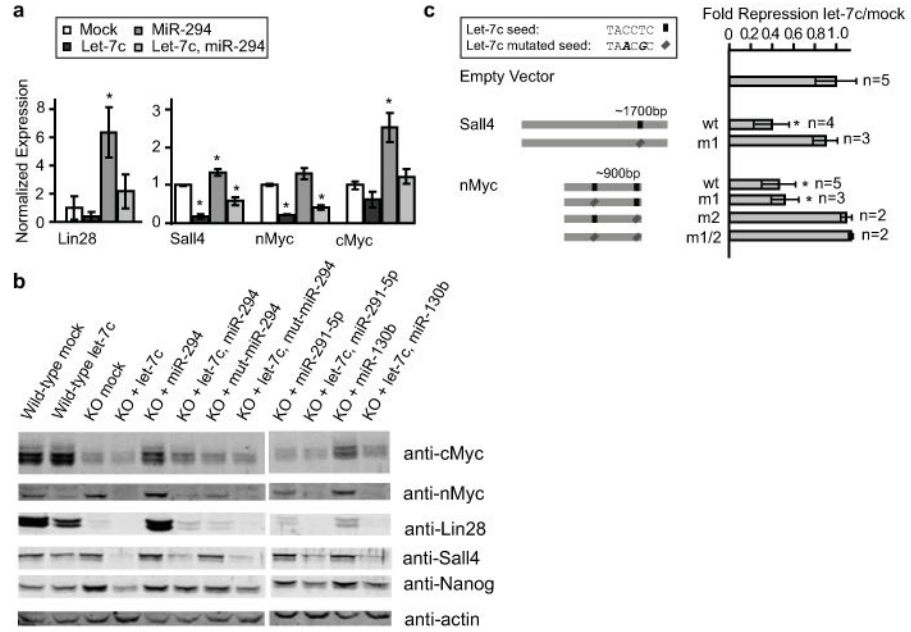 a
Mock
MiR-294
Let-7c
Let-7c, miR-294
Normalized Expression
8
6
4
2
0
*
Lin28
3
2
1
0
*
*
*
*
*
*
Sall4
nMyc
cMyc
b
Wild-type mock
Wild-type let-7c
KO mock
KO + let-7c
KO + miR-294
KO + let-7c, miR-294
KO + mut-miR-294
KO + let-7c, mut-miR-294
KO + miR-291-5p
KO + let-7c, miR-291-5p
KO + miR-130b
KO + let-7c, miR-130b
anti-cMyc
anti-nMyc
anti-Lin28
anti-Sall4
anti-Nanog
anti-actin
c
Let-7c seed: TACCTC
Let-7c mutated seed: TAACGC
Fold Repression let-7c/mock
0 0.2 0.4 0.6 0.8 1.0
Empty Vector
n=5
Sall4
~1700bp
wt * n=4
m1 n=3
nMyc
~900bp
wt * n=5
m1 * n=3
m2 n=2
m1/2 n=2